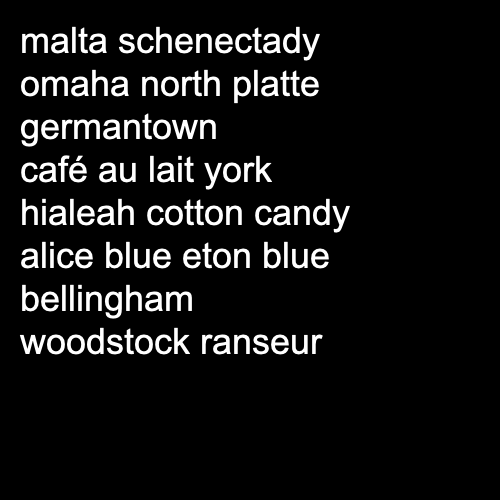 malta schenectady
omaha north platte
germantown
café au lait york
hialeah cotton candy
alice blue eton blue
bellingham
woodstock ranseur